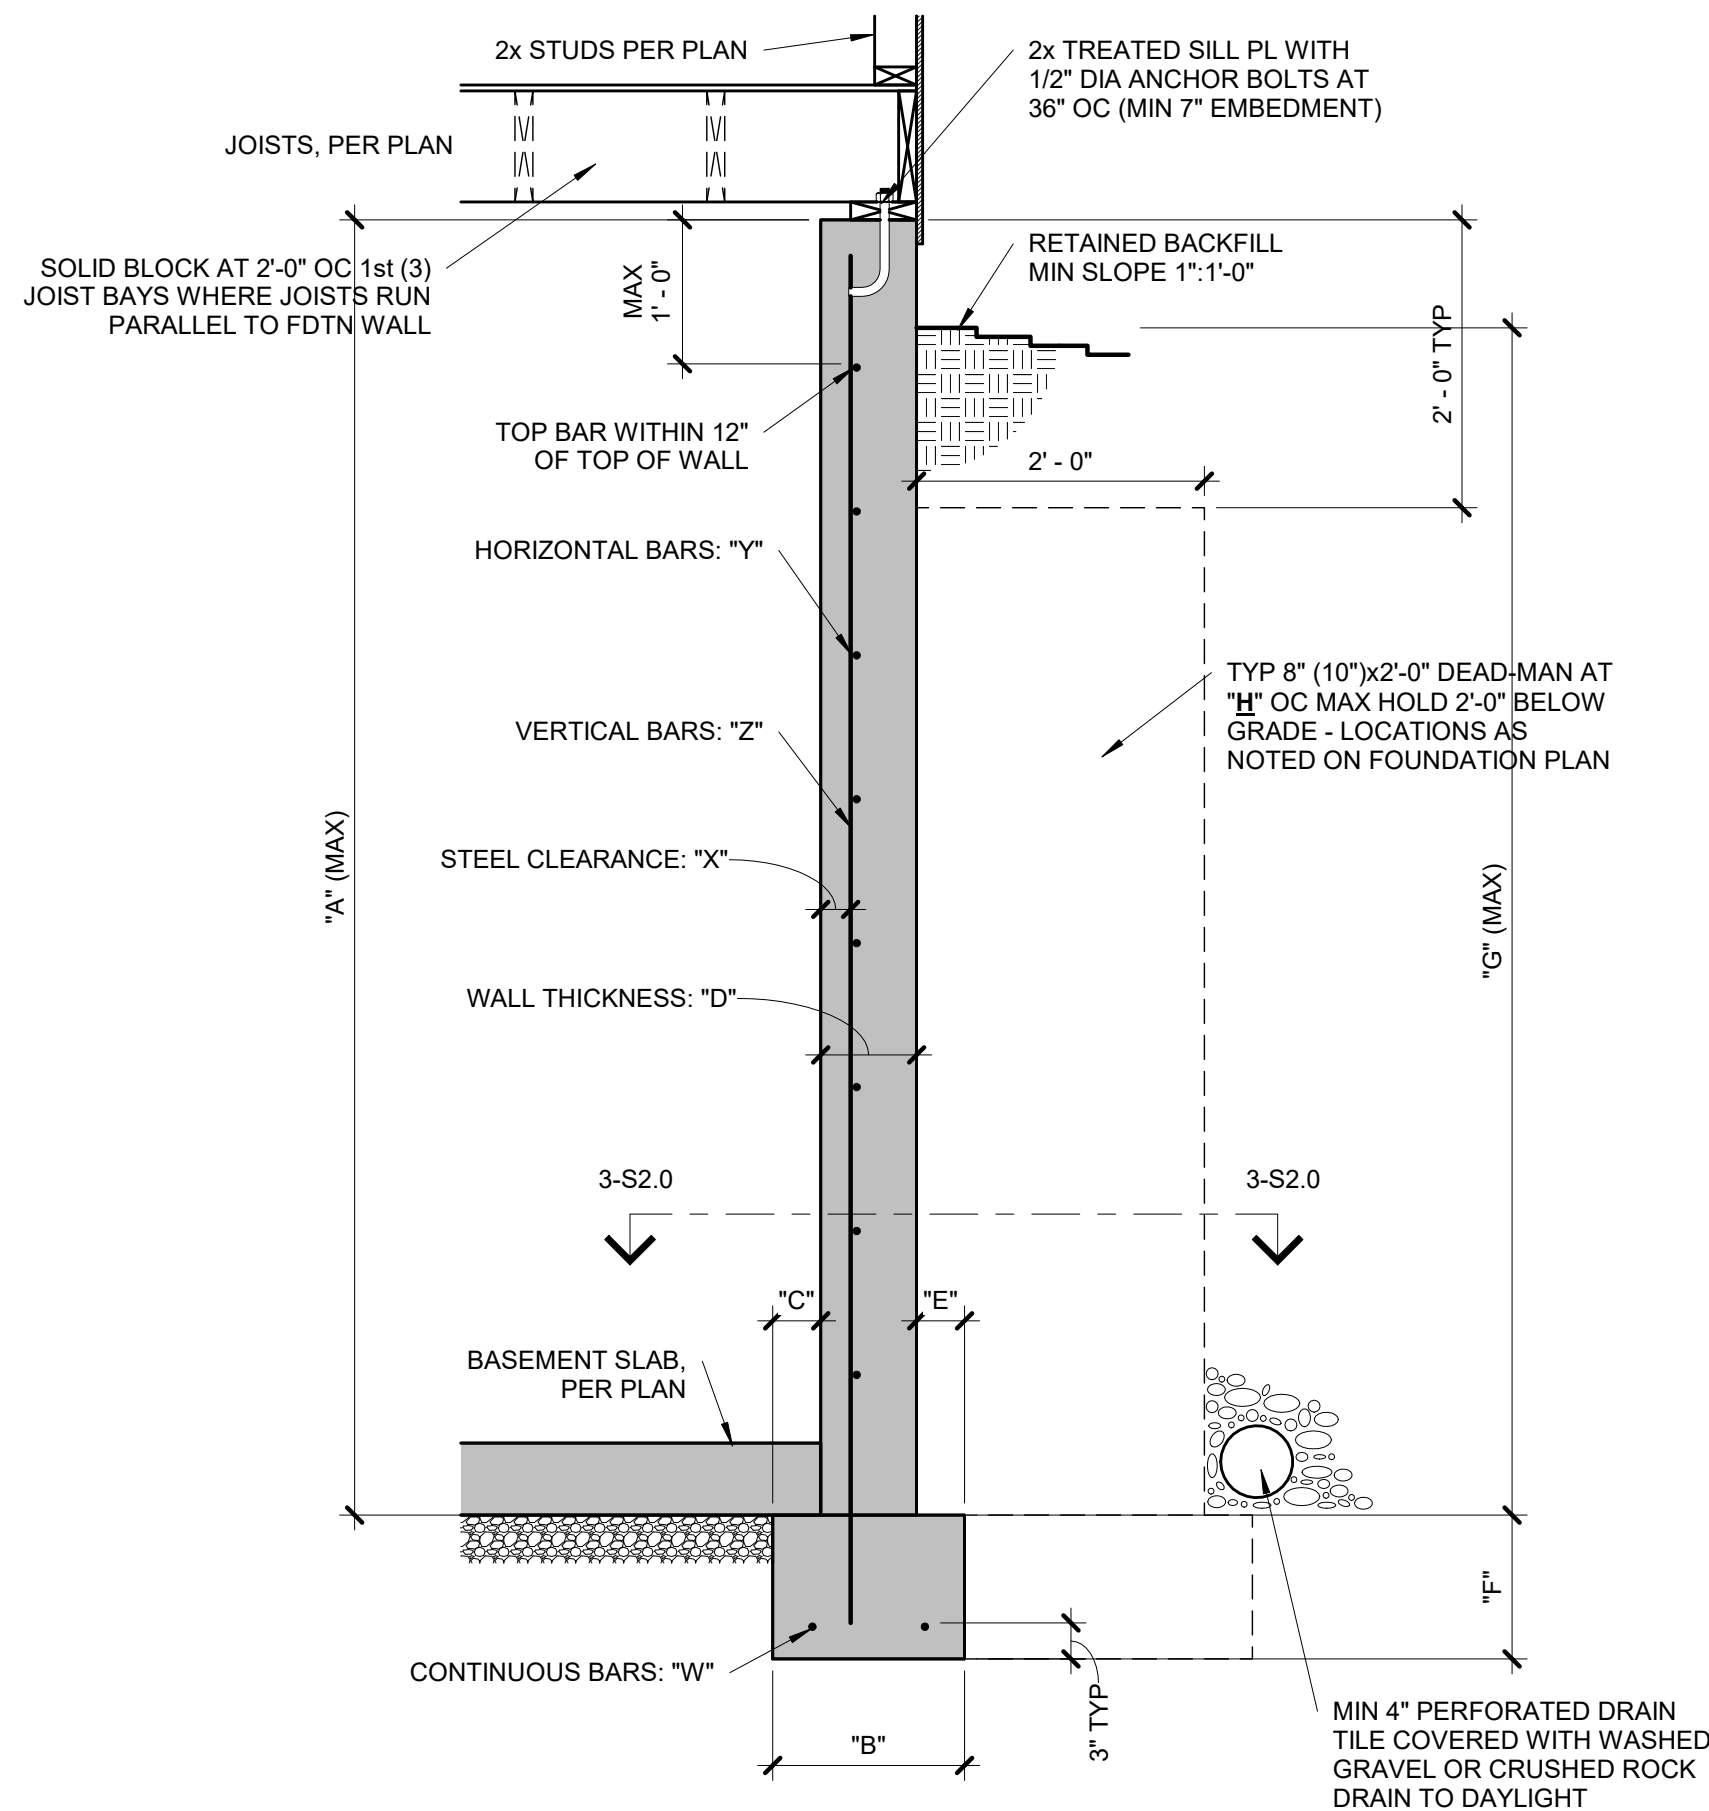 2x STUDS PER PLAN
2x TREATED SILL PL WITH
1/2" DIA ANCHOR BOLTS AT
36" OC (MIN 7" EMBEDMENT)
JOISTS, PER PLAN
SOLID BLOCK AT 2'-0" OC 1st (3)
JOIST BAYS WHERE JOISTS RUN
PARALLEL TO FDTN WALL
MAX
1' - 0"
RETAINED BACKFILL
MIN SLOPE 1":1'-0"
2' - 0" TYP
TOP BAR WITHIN 12"
OF TOP OF WALL
2' - 0"
HORIZONTAL BARS: "Y"
TYP 8" (10")x2'-0" DEAD-MAN AT
"H" OC MAX HOLD 2'-0" BELOW
GRADE - LOCATIONS AS
NOTED ON FOUNDATION PLAN
VERTICAL BARS: "Z"
"A" (MAX)
STEEL CLEARANCE: "X"
"G" (MAX)
WALL THICKNESS: "D"
3-S2.0
3-S2.0
"C"
"E"
BASEMENT SLAB,
PER PLAN
"F"
CONTINUOUS BARS: "W"
3" TYP
"B"
MIN 4" PERFORATED DRAIN
TILE COVERED WITH WASHED
GRAVEL OR CRUSHED ROCK
DRAIN TO DAYLIGHT